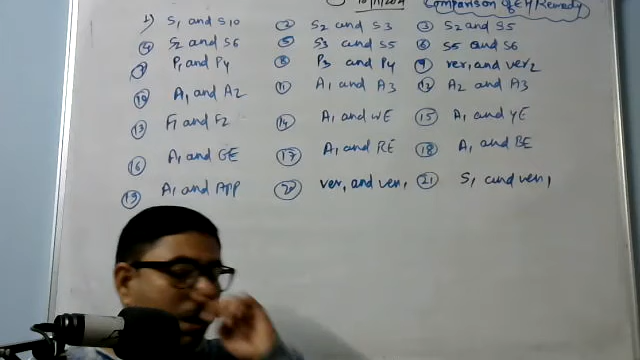 10/11/2024 Comparison of EH/Remedy
1) S1 and S10 ② S2 and S3 ③ S2 and S5
④ S2 and S6 ⑤ S3 and S5 ⑥ S5 and S6
⑦ P1 and P4 ⑧ P3 and P4 ⑨ ver1 and ver2
⑩ A1 and A2 ⑪ A1 and A3 ⑫ A2 and A3
⑬ F1 and F2 ⑭ A1 and WE ⑮ A1 and YE
⑯ A1 and GE ⑰ A1 and RE ⑱ A1 and BE
⑲ A1 and APP ⑳ ver1 and ven1 ㉑ S1 and ven1